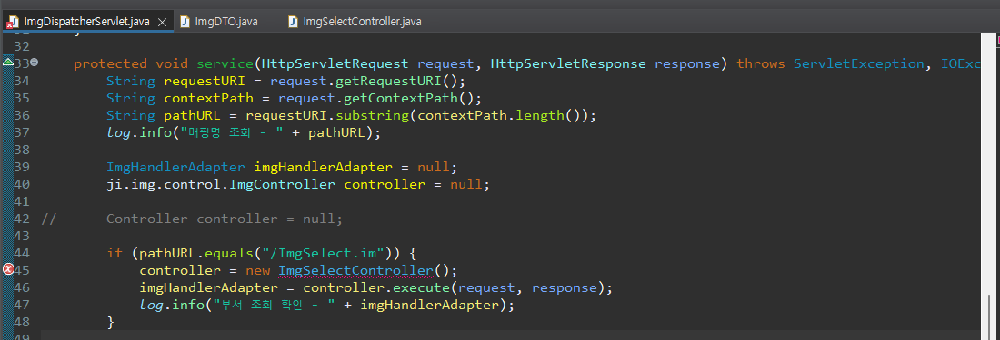 ImgDispatcherServlet.java ImgDTO.java ImgSelectController.java
32
33 protected void service(HttpServletRequest request, HttpServletResponse response) throws ServletException, IOExc
34 String requestURI = request.getRequestURI();
35 String contextPath = request.getContextPath();
36 String pathURL = requestURI.substring(contextPath.length());
37 log.info("매핑명 조회 - " + pathURL);
38
39 ImgHandlerAdapter imgHandlerAdapter = null;
40 ji.img.control.ImgController controller = null;
41
42 // Controller controller = null;
43
44 if (pathURL.equals("/ImgSelect.im")) {
45 controller = new ImgSelectController();
46 imgHandlerAdapter = controller.execute(request, response);
47 log.info("부서 조회 확인 - " + imgHandlerAdapter);
48 }
49